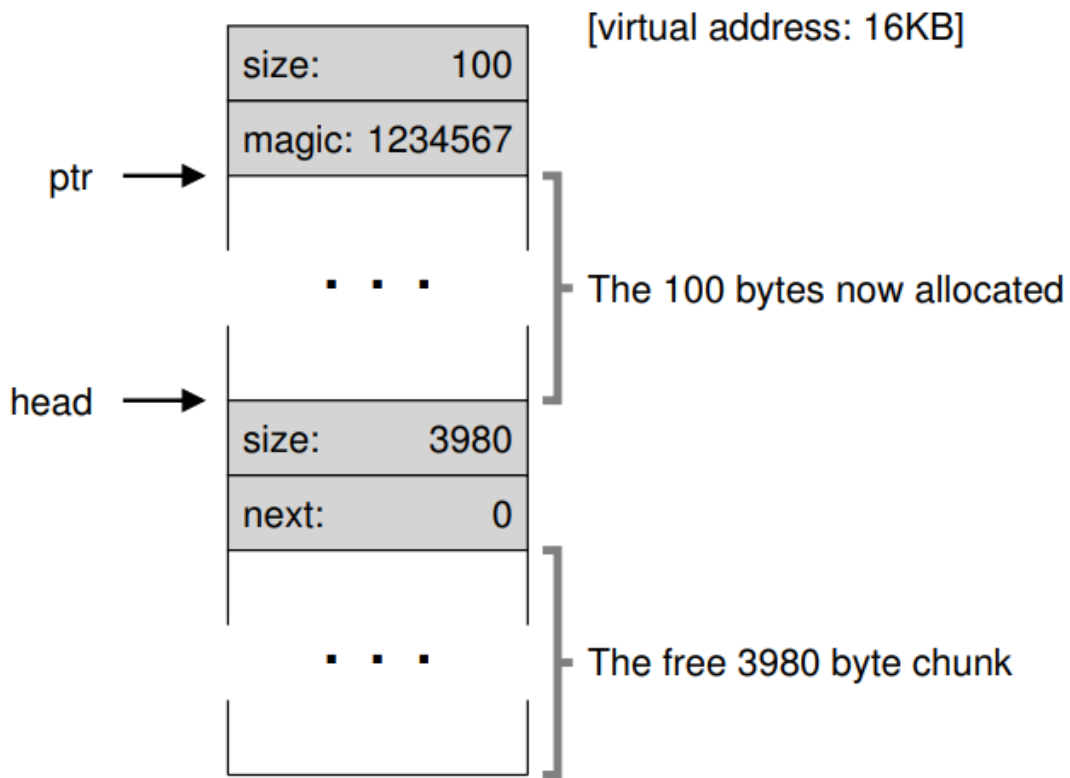 [virtual address: 16KB]
size: 100
magic: 1234567
ptr
. . .
The 100 bytes now allocated
head
size: 3980
next: 0
. . .
The free 3980 byte chunk